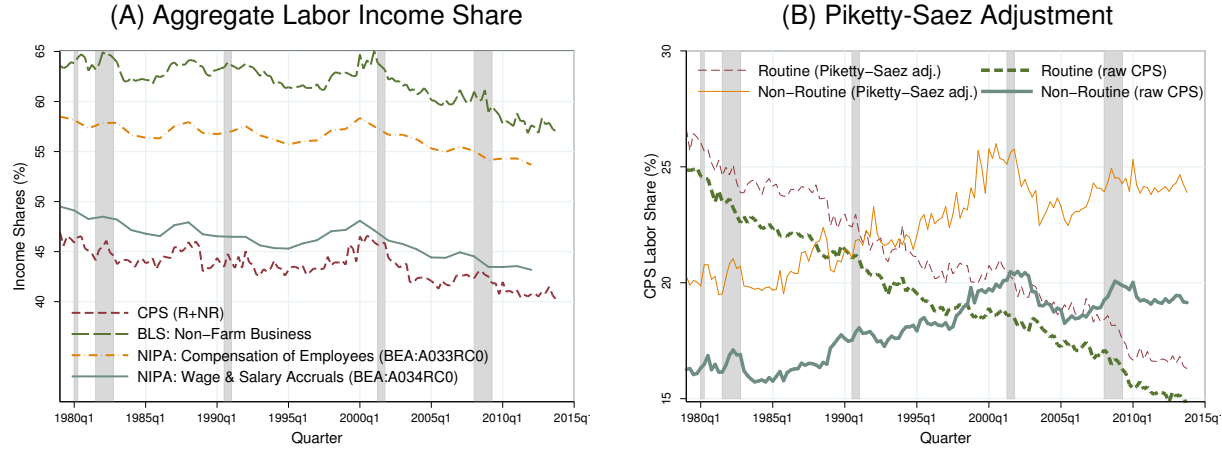 (A) Aggregate Labor Income Share
Income Shares (%)
65
60
55
50
45
40
CPS (R+NR)
BLS: Non−Farm Business
NIPA: Compensation of Employees (BEA:A033RC0)
NIPA: Wage & Salary Accruals (BEA:A034RC0)
1980q1 1985q1 1990q1 1995q1 2000q1 2005q1 2010q1 2015q
Quarter
(B) Piketty-Saez Adjustment
CPS Labor Share (%)
30
25
20
15
Routine (Piketty−Saez adj.) Routine (raw CPS)
Non−Routine (Piketty−Saez adj.) Non−Routine (raw CPS)
1980q1 1985q1 1990q1 1995q1 2000q1 2005q1 2010q1 2015q
Quarter